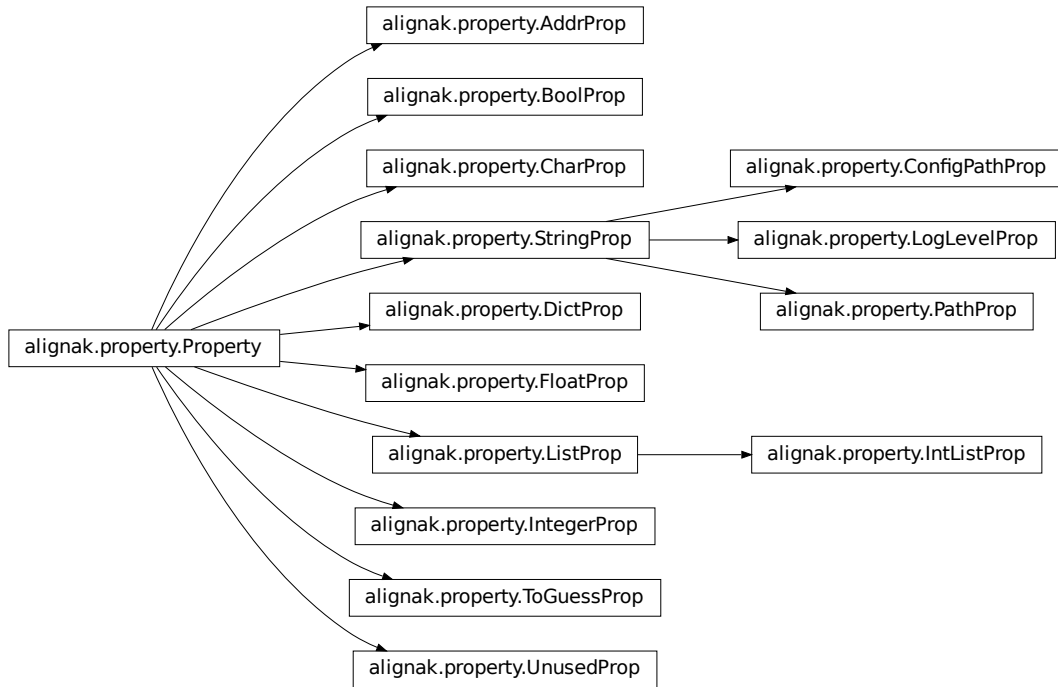 alignak.property.AddrProp
alignak.property.BoolProp
alignak.property.CharProp
alignak.property.ConfigPathProp
alignak.property.StringProp
alignak.property.LogLevelProp
alignak.property.DictProp
alignak.property.PathProp
alignak.property.Property
alignak.property.FloatProp
alignak.property.ListProp
alignak.property.IntListProp
alignak.property.IntegerProp
alignak.property.ToGuessProp
alignak.property.UnusedProp